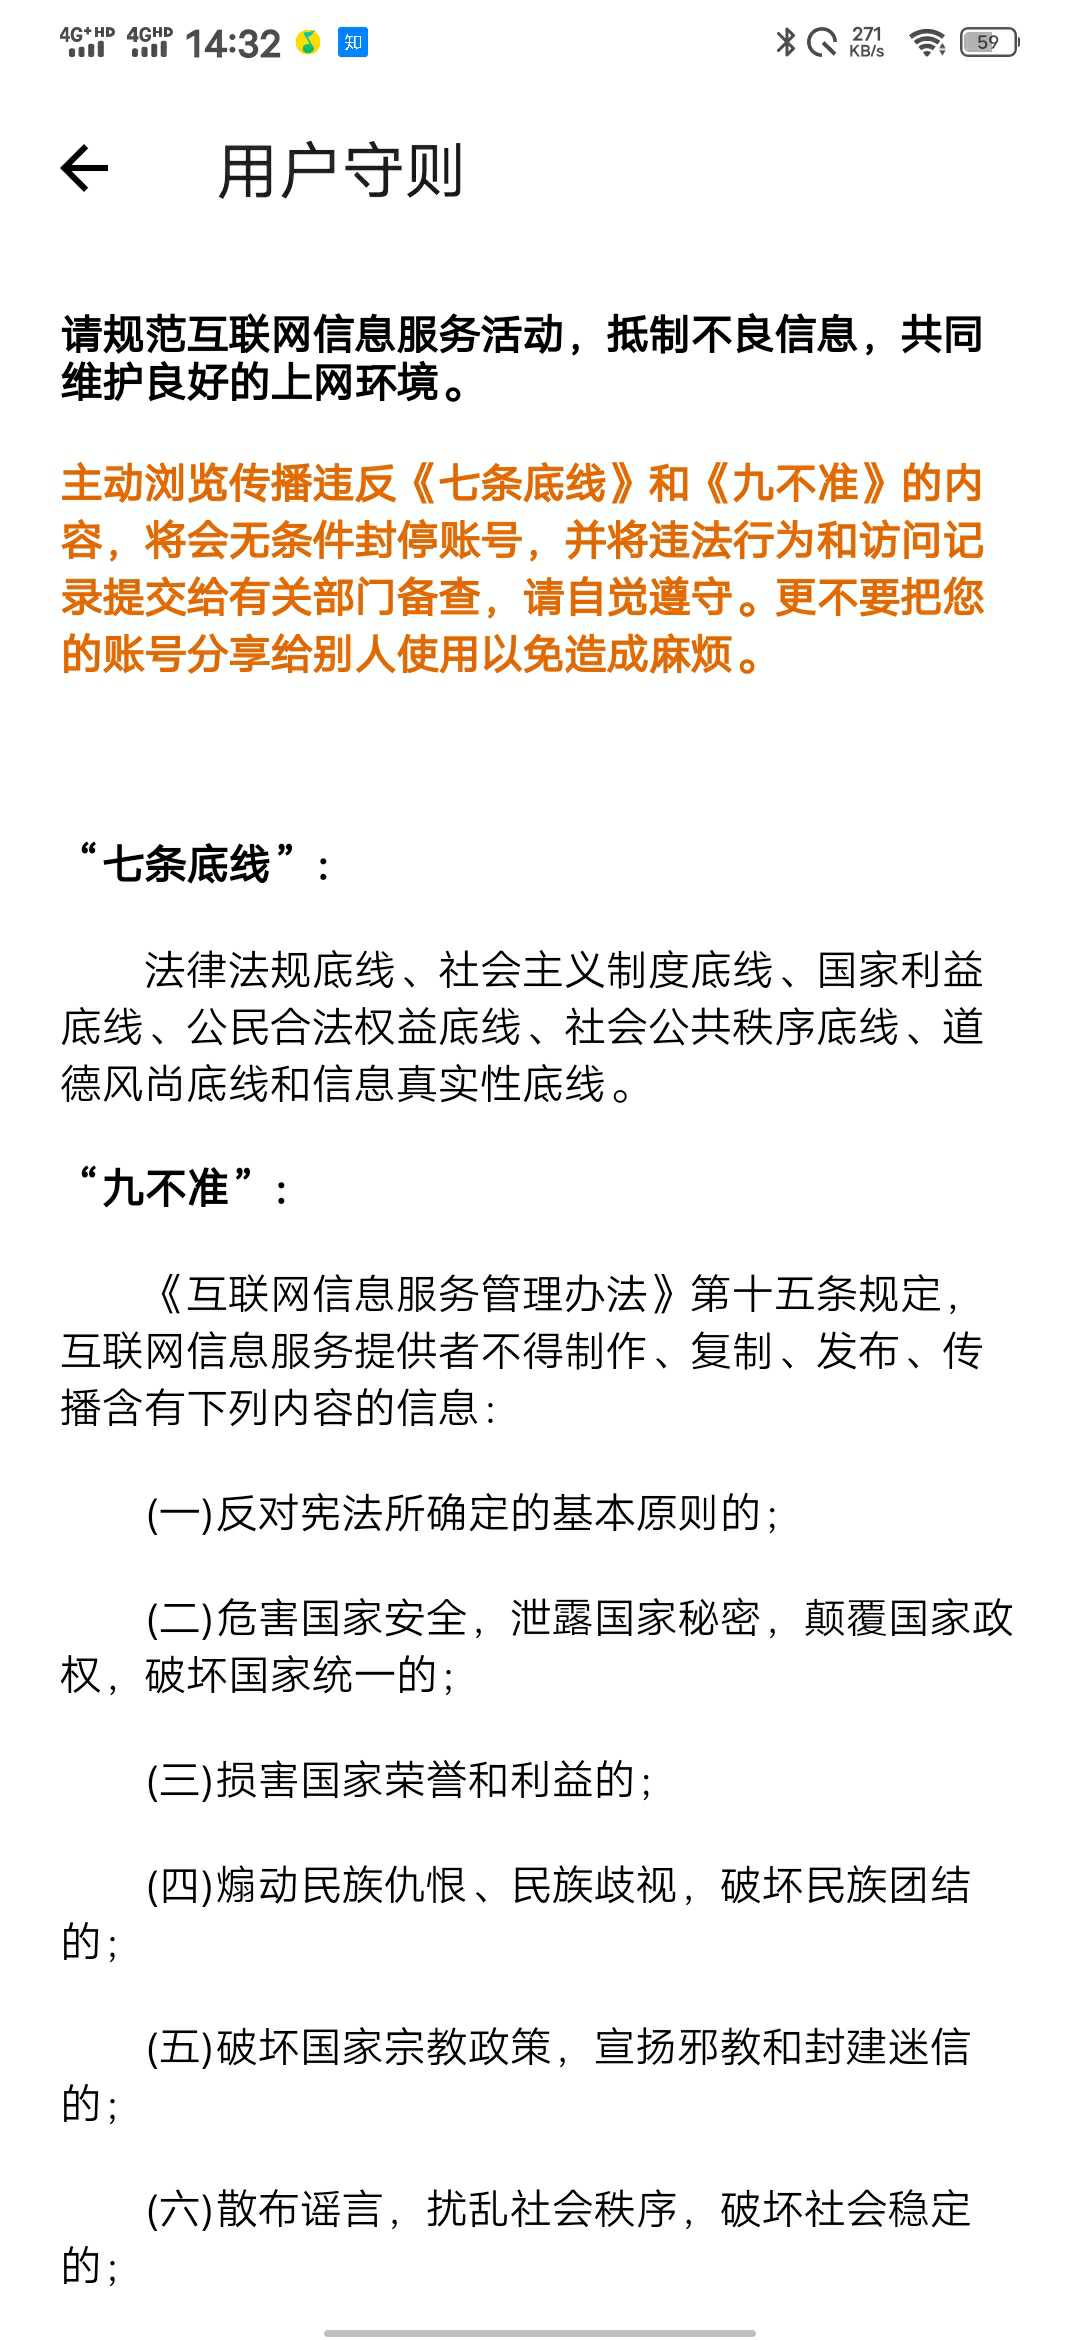 4G+HD 4GHD 14:32 知 271 KB/s 59
用户守则
请规范互联网信息服务活动，抵制不良信息，共同
维护良好的上网环境。
主动浏览传播违反《七条底线》和《九不准》的内
容，将会无条件封停账号，并将违法行为和访问记
录提交给有关部门备查，请自觉遵守。更不要把您
的账号分享给别人使用以免造成麻烦。
“七条底线”：
法律法规底线、社会主义制度底线、国家利益
底线、公民合法权益底线、社会公共秩序底线、道
德风尚底线和信息真实性底线。
“九不准”：
《互联网信息服务管理办法》第十五条规定，
互联网信息服务提供者不得制作、复制、发布、传
播含有下列内容的信息：
(一)反对宪法所确定的基本原则的；
(二)危害国家安全，泄露国家秘密，颠覆国家政
权，破坏国家统一的；
(三)损害国家荣誉和利益的；
(四)煽动民族仇恨、民族歧视，破坏民族团结
的；
(五)破坏国家宗教政策，宣扬邪教和封建迷信
的；
(六)散布谣言，扰乱社会秩序，破坏社会稳定
的；